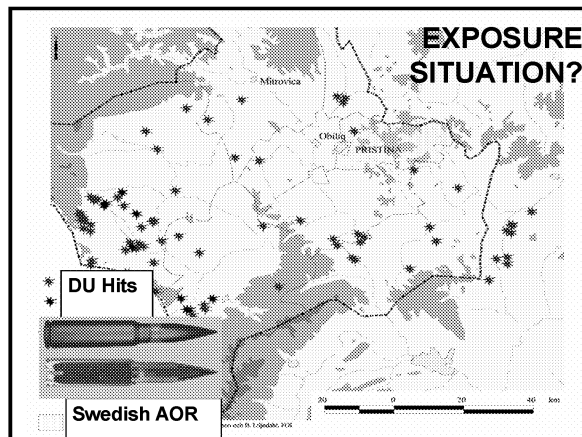 EXPOSURE
SITUATION?
Mitrovica
Obiliq
PRISTINA
DU Hits
Swedish AOR
20 0 20 40
km